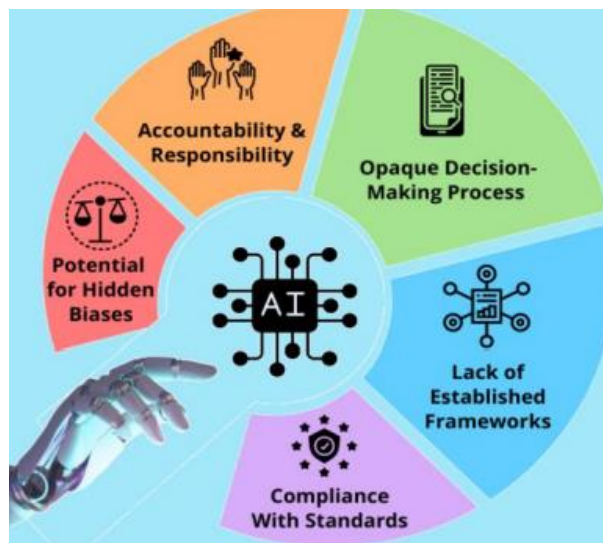 Accountability &
Responsibility
Opaque Decision-
Making Process
Potential
for Hidden
Biases
AI
Lack of
Established
Frameworks
Compliance
With Standards